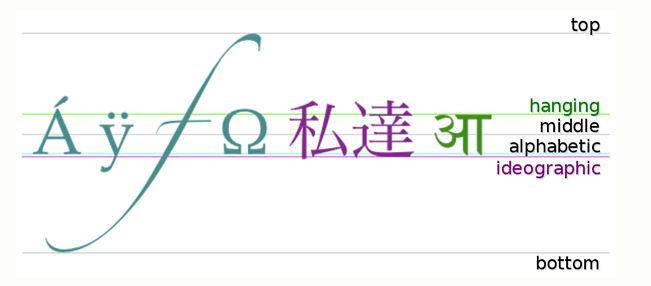 top
Á ÿ f Ω 私達 आ
hanging
middle
alphabetic
ideographic
bottom